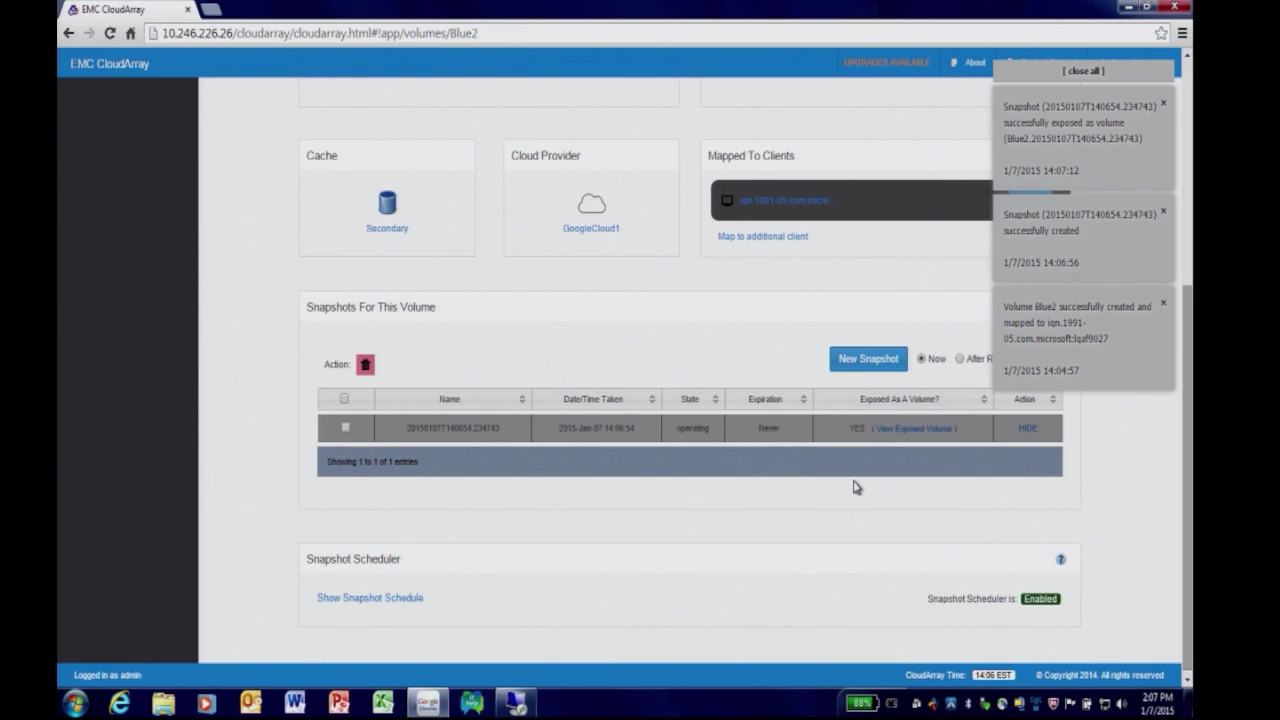 EMC CloudArray
10.246.226.26/cloudarray/cloudarray.html#!app/volumes/Blue2
EMC CloudArray
UPGRADES AVAILABLE
About
[ close all ]
Snapshot (20150107T140654.234743)
successfully exposed as volume
(Blue2.20150107T140654.234743)
1/7/2015 14:07:12
Cache
Cloud Provider
Mapped To Clients
iqn.1991-05.com.micro...
Secondary
GoogleCloud1
Map to additional client
Snapshot (20150107T140654.234743)
successfully created
1/7/2015 14:06:56
Snapshots For This Volume
Volume Blue2 successfully created and
mapped to iqn.1991-
05.com.microsoft:lqaf9027
1/7/2015 14:04:57
Action:
New Snapshot
Now
After R
Name Date/Time Taken State Expiration Exposed As A Volume? Action
20150107T140654.234743 2015-Jan-07 14:06:54 operating Never YES ( View Exposed Volume ) HIDE
Showing 1 to 1 of 1 entries
Snapshot Scheduler
Show Snapshot Schedule
Snapshot Scheduler is: Enabled
Logged in as admin
CloudArray Time: 14:06 EST
© Copyright 2014. All rights reserved
88%
2:07 PM
1/7/2015